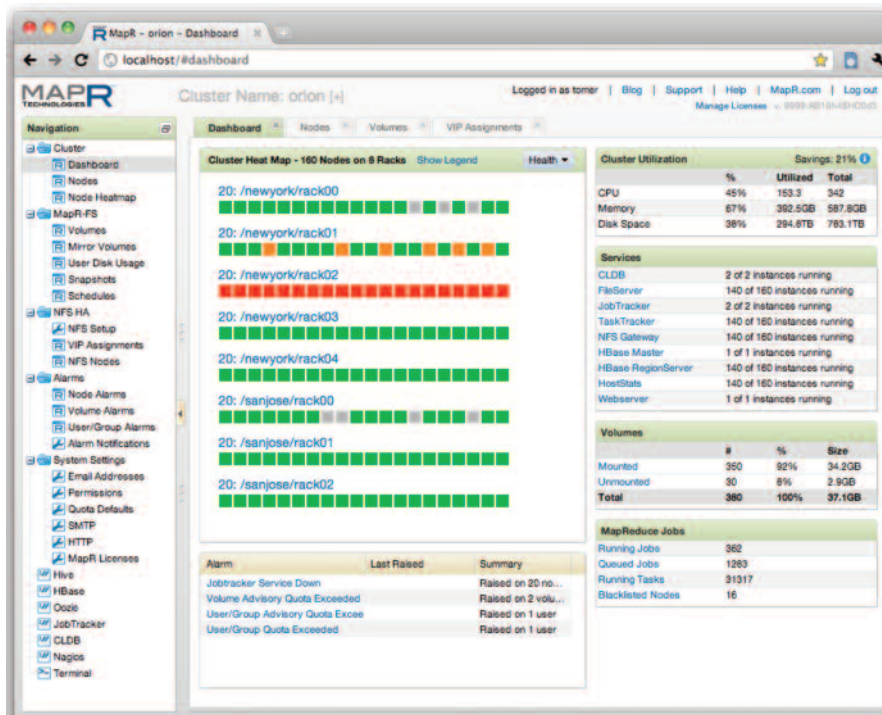 MapR - orion - Dashboard
localhost/#dashboard
MAPR
TECHNOLOGIES
Cluster Name: orion [+]
Logged in as tomer | Blog | Support | Help | MapR.com | Log out
Manage Licenses
Navigation
Cluster
Dashboard
Nodes
Node Heatmap
MapR-FS
Volumes
Mirror Volumes
User Disk Usage
Snapshots
Schedules
NFS HA
NFS Setup
VIP Assignments
NFS Nodes
Alarms
Node Alarms
Volume Alarms
User/Group Alarms
Alarm Notifications
System Settings
Email Addresses
Permissions
Quota Defaults
SMTP
HTTP
MapR Licenses
Hive
HBase
Oozie
JobTracker
CLDB
Nagios
Terminal
Dashboard Nodes Volumes VIP Assignments
Cluster Heat Map - 160 Nodes on 8 Racks Show Legend Health
20: /newyork/rack00
20: /newyork/rack01
20: /newyork/rack02
20: /newyork/rack03
20: /newyork/rack04
20: /sanjose/rack00
20: /sanjose/rack01
20: /sanjose/rack02
Alarm Last Raised Summary
Jobtracker Service Down Raised on 20 no...
Volume Advisory Quota Exceeded Raised on 2 volu...
User/Group Advisory Quota Excee Raised on 1 user
User/Group Quota Exceeded Raised on 1 user
Cluster Utilization Savings: 21%
% Utilized Total
CPU 45% 153.3 342
Memory 67% 392.5GB 587.8GB
Disk Space 38% 294.6TB 783.1TB
Services
CLDB 2 of 2 instances running
FileServer 140 of 160 instances running
JobTracker 2 of 2 instances running
TaskTracker 140 of 160 instances running
NFS Gateway 140 of 160 instances running
HBase Master 1 of 1 instances running
HBase RegionServer 140 of 160 instances running
HostStats 140 of 160 instances running
Webserver 1 of 1 instances running
Volumes
# % Size
Mounted 350 92% 34.2GB
Unmounted 30 8% 2.9GB
Total 380 100% 37.1GB
MapReduce Jobs
Running Jobs 362
Queued Jobs 1263
Running Tasks 31317
Blacklisted Nodes 16